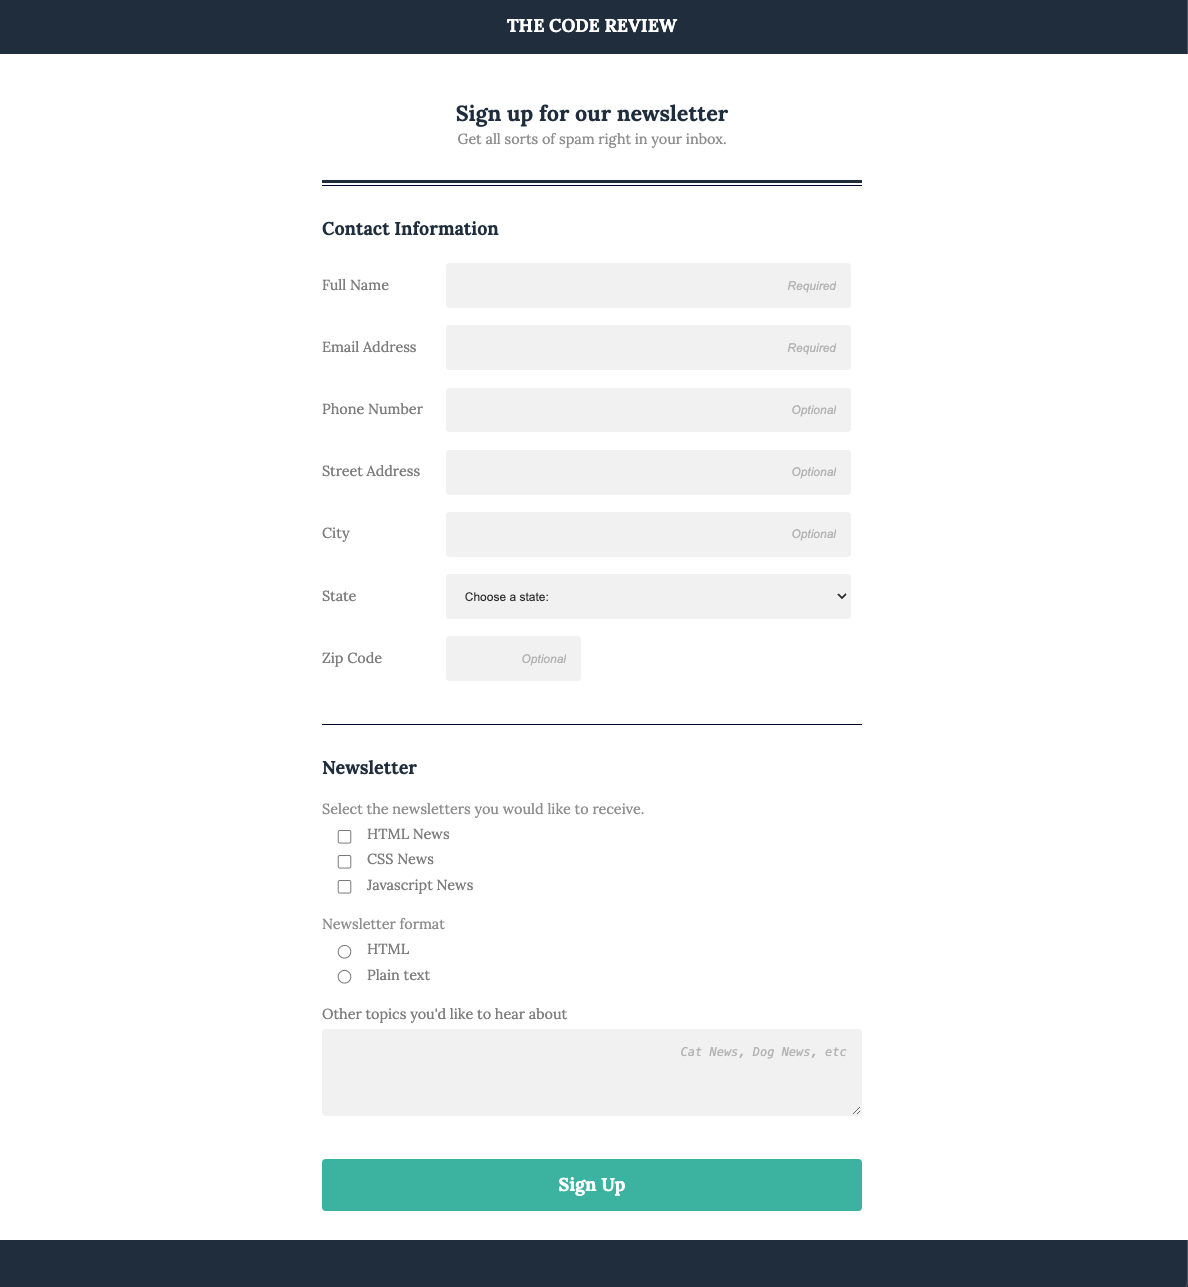 THE CODE REVIEW
Sign up for our newsletter
Get all sorts of spam right in your inbox.
Contact Information
Full Name Required
Email Address Required
Phone Number Optional
Street Address Optional
City Optional
State Choose a state:
Zip Code Optional
Newsletter
Select the newsletters you would like to receive.
HTML News
CSS News
Javascript News
Newsletter format
HTML
Plain text
Other topics you'd like to hear about
Cat News, Dog News, etc
Sign Up